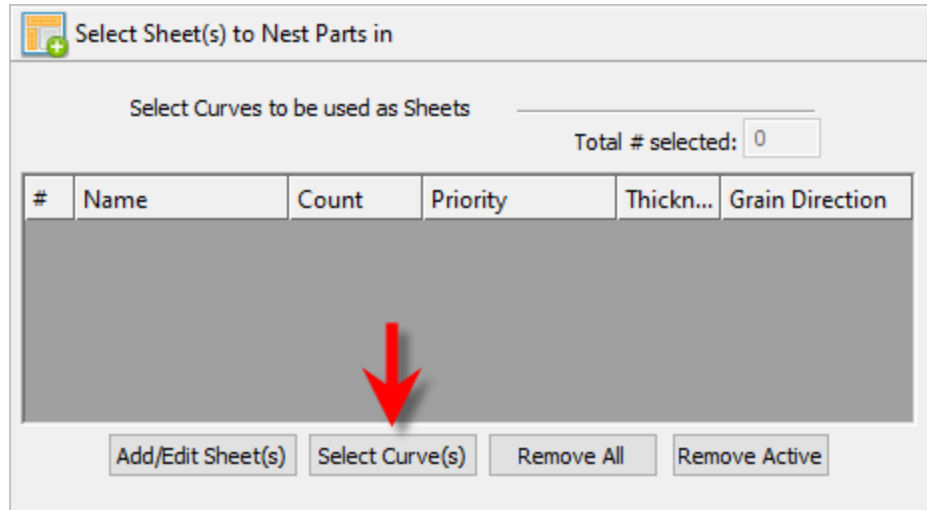 Select Sheet(s) to Nest Parts in
Select Curves to be used as Sheets
Total # selected: 0
# Name Count Priority Thickn... Grain Direction
Add/Edit Sheet(s) Select Curve(s) Remove All Remove Active